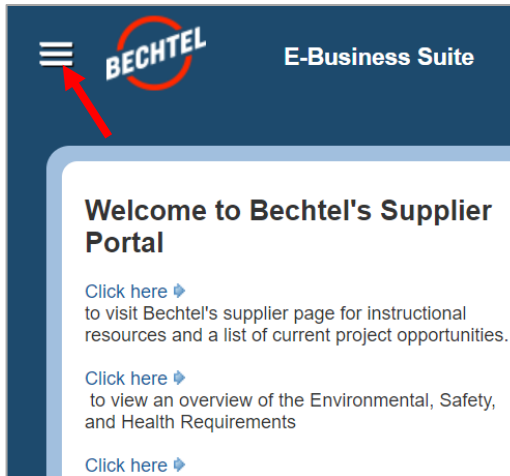 BECHTEL
E-Business Suite
Welcome to Bechtel's Supplier
Portal
Click here
to visit Bechtel's supplier page for instructional
resources and a list of current project opportunities.
Click here
to view an overview of the Environmental, Safety,
and Health Requirements
Click here